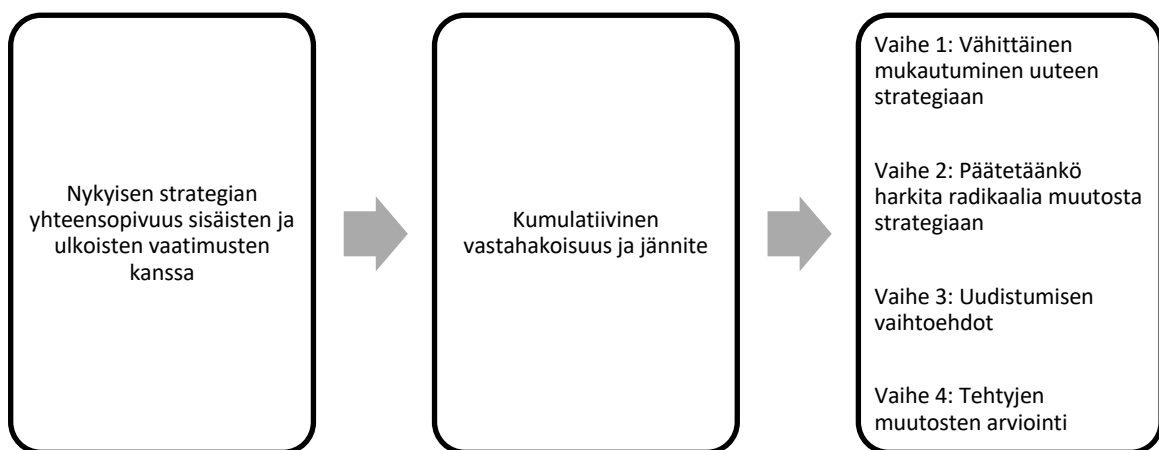 Nykyisen strategian
yhteensopivuus sisäisten ja
ulkoisten vaatimusten
kanssa
Kumulatiivinen
vastahakoisuus ja jännite
Vaihe 1: Vähittäinen
mukautuminen uuteen
strategiaan
Vaihe 2: Päätetäänkö
harkita radikaalia muutosta
strategiaan
Vaihe 3: Uudistumisen
vaihtoehdot
Vaihe 4: Tehtyjen
muutosten arviointi